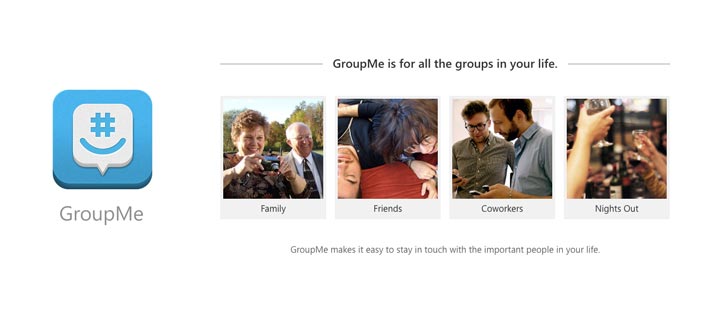 GroupMe is for all the groups in your life.
#
GroupMe
Family
Friends
Coworkers
Nights Out
GroupMe makes it easy to stay in touch with the important people in your life.